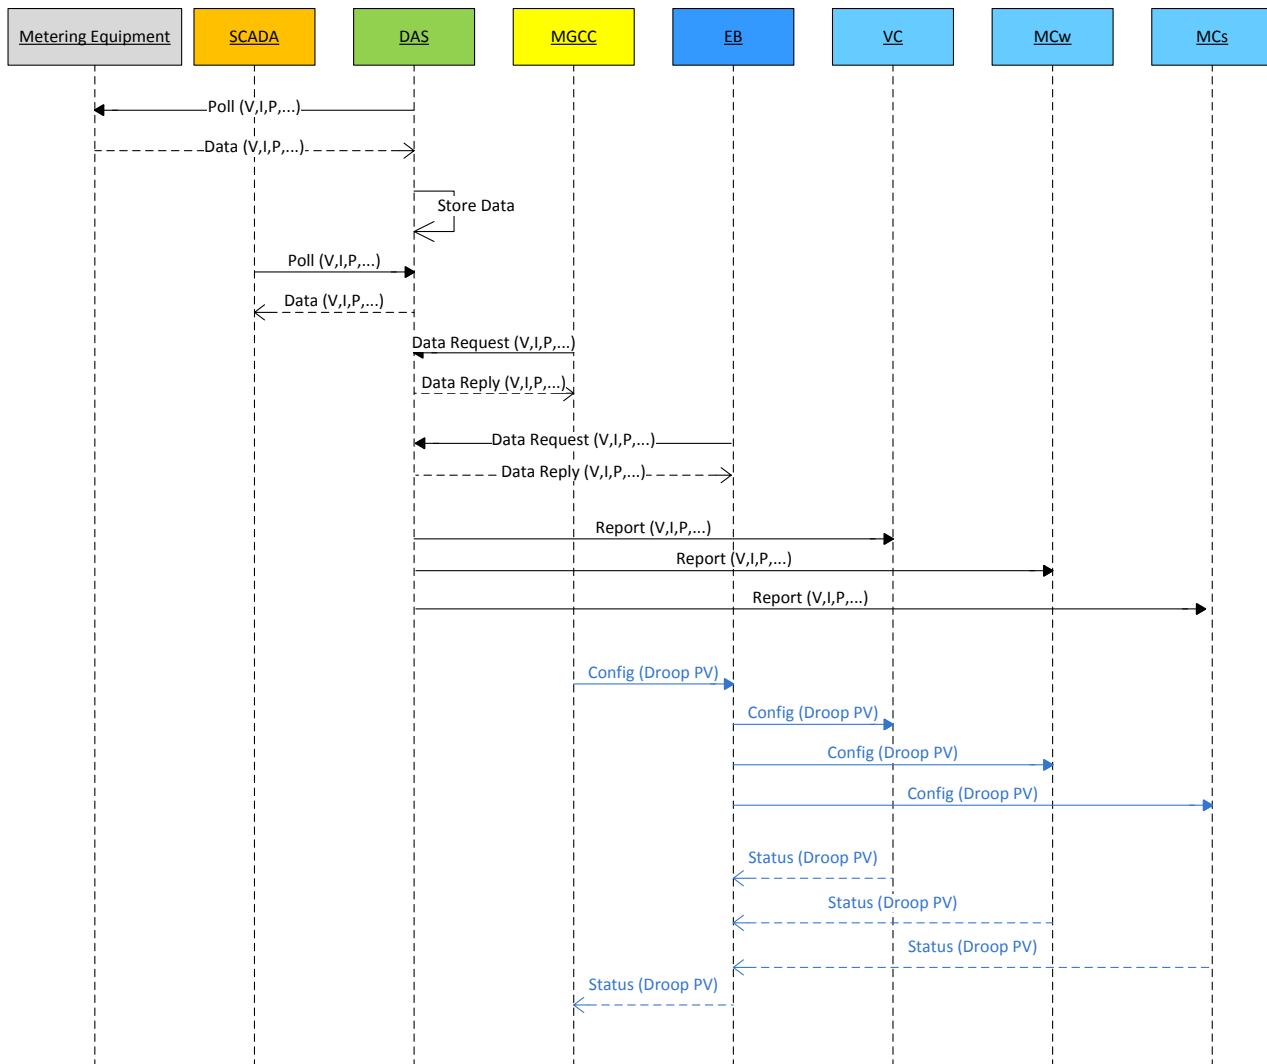 Metering Equipment
SCADA
DAS
MGCC
EB
VC
MCw
MCs
Poll (V,I,P,...)
Data (V,I,P,...)
Store Data
Poll (V,I,P,...)
Data (V,I,P,...)
Data Request (V,I,P,...)
Data Reply (V,I,P,...)
Data Request (V,I,P,...)
Data Reply (V,I,P,...)
Report (V,I,P,...)
Report (V,I,P,...)
Report (V,I,P,...)
Config (Droop PV)
Config (Droop PV)
Config (Droop PV)
Config (Droop PV)
Status (Droop PV)
Status (Droop PV)
Status (Droop PV)
Status (Droop PV)